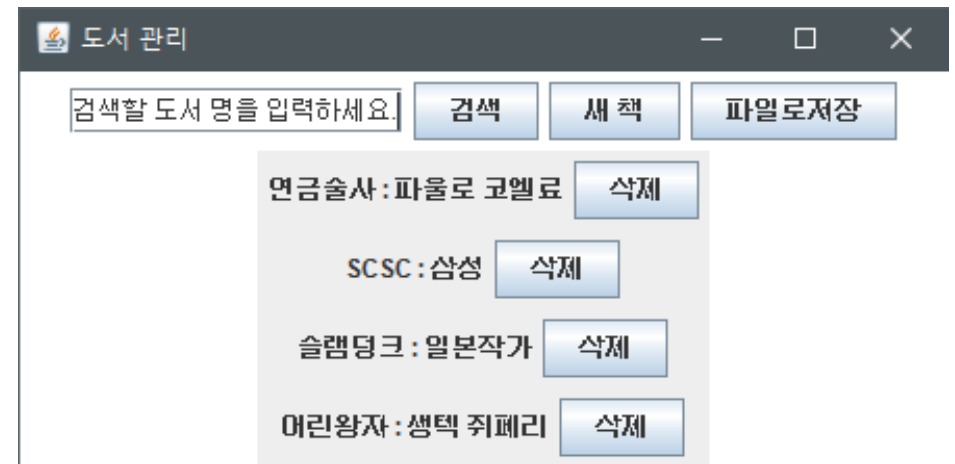 도서 관리
검색할 도서 명을 입력하세요. 검색 새 책 파일로저장
연금술사 : 파울로 코엘료 삭제
SCSC : 삼성 삭제
슬램덩크 : 일본작가 삭제
어린왕자 : 생텍 쥐페리 삭제